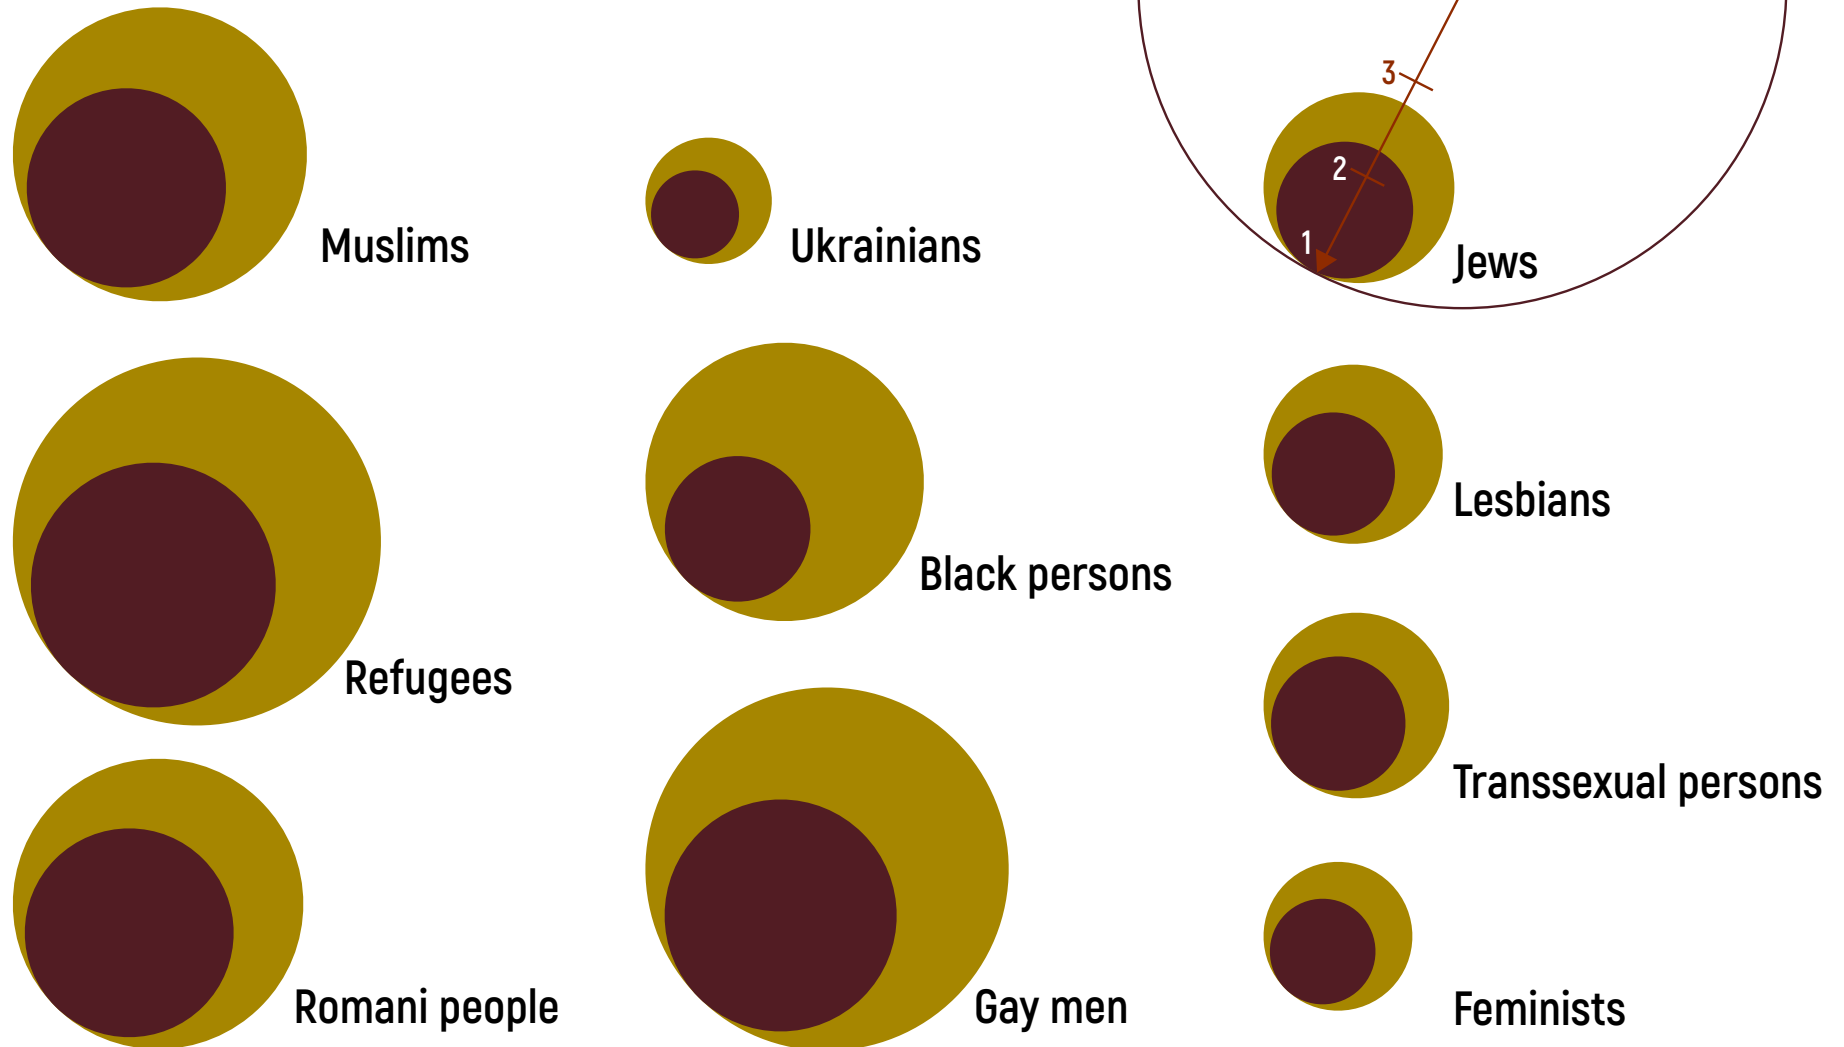 3
2
1
Muslims
Ukrainians
Jews
Lesbians
Black persons
Refugees
Transsexual persons
Romani people
Gay men
Feminists